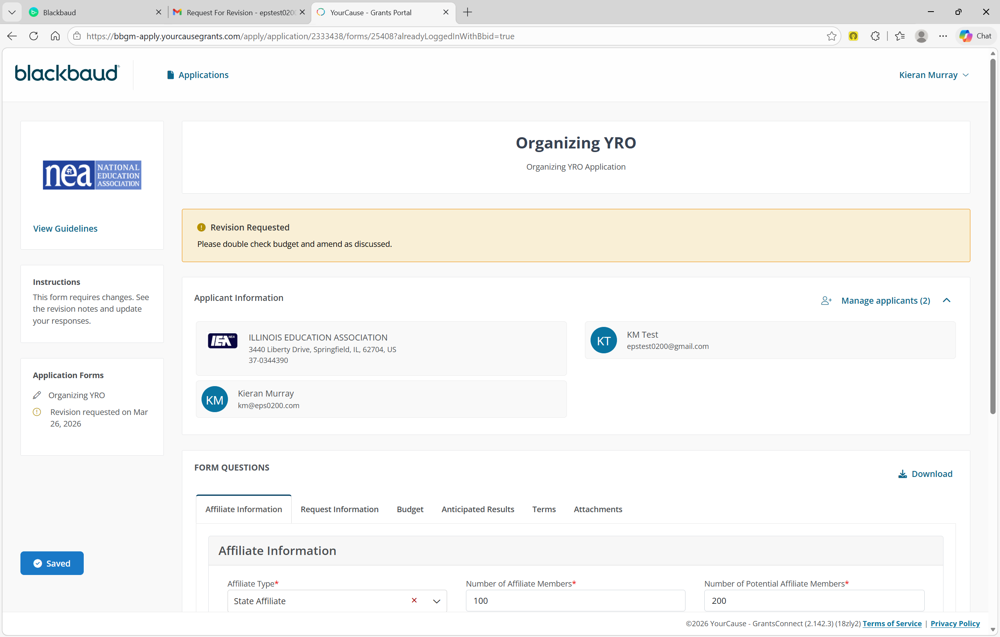 Blackbaud
Request For Revision - epstest0200
YourCause - Grants Portal
https://bbgm-apply.yourcausegrants.com/apply/application/2333438/forms/25408?alreadyLoggedInWithBbid=true
Chat
blackbaud®
Applications
Kieran Murray
nea NATIONAL EDUCATION ASSOCIATION
View Guidelines
Organizing YRO
Organizing YRO Application
Revision Requested
Please double check budget and amend as discussed.
Instructions
This form requires changes. See
the revision notes and update
your responses.
Application Forms
Organizing YRO
Revision requested on Mar
26, 2026
Saved
Applicant Information
Manage applicants (2)
IEA NEA
ILLINOIS EDUCATION ASSOCIATION
3440 Liberty Drive, Springfield, IL, 62704, US
37-0344390
KT
KM Test
epstest0200@gmail.com
KM
Kieran Murray
km@eps0200.com
FORM QUESTIONS
Download
Affiliate Information Request Information Budget Anticipated Results Terms Attachments
Affiliate Information
Affiliate Type* Number of Affiliate Members* Number of Potential Affiliate Members*
State Affiliate 100 200
©2026 YourCause - GrantsConnect (2.142.3) (18zly2) Terms of Service | Privacy Policy